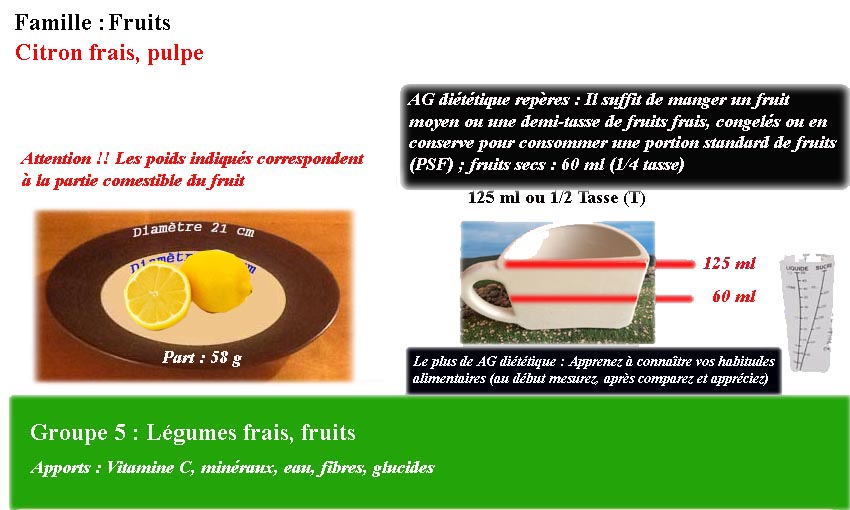 Famille : Fruits
Citron frais, pulpe
AG diététique repères : Il suffit de manger un fruit
moyen ou une demi-tasse de fruits frais, congelés ou en
conserve pour consommer une portion standard de fruits
(PSF) ; fruits secs : 60 ml (1/4 tasse)
Attention !! Les poids indiqués correspondent
à la partie comestible du fruit
125 ml ou 1/2 Tasse (T)
Diamètre 21 cm
Part : 58 g
125 ml
60 ml
LIQUIDE SUCRE
Le plus de AG diététique : Apprenez à connaître vos habitudes
alimentaires (au début mesurez, après comparez et appréciez)
Groupe 5 : Légumes frais, fruits
Apports : Vitamine C, minéraux, eau, fibres, glucides